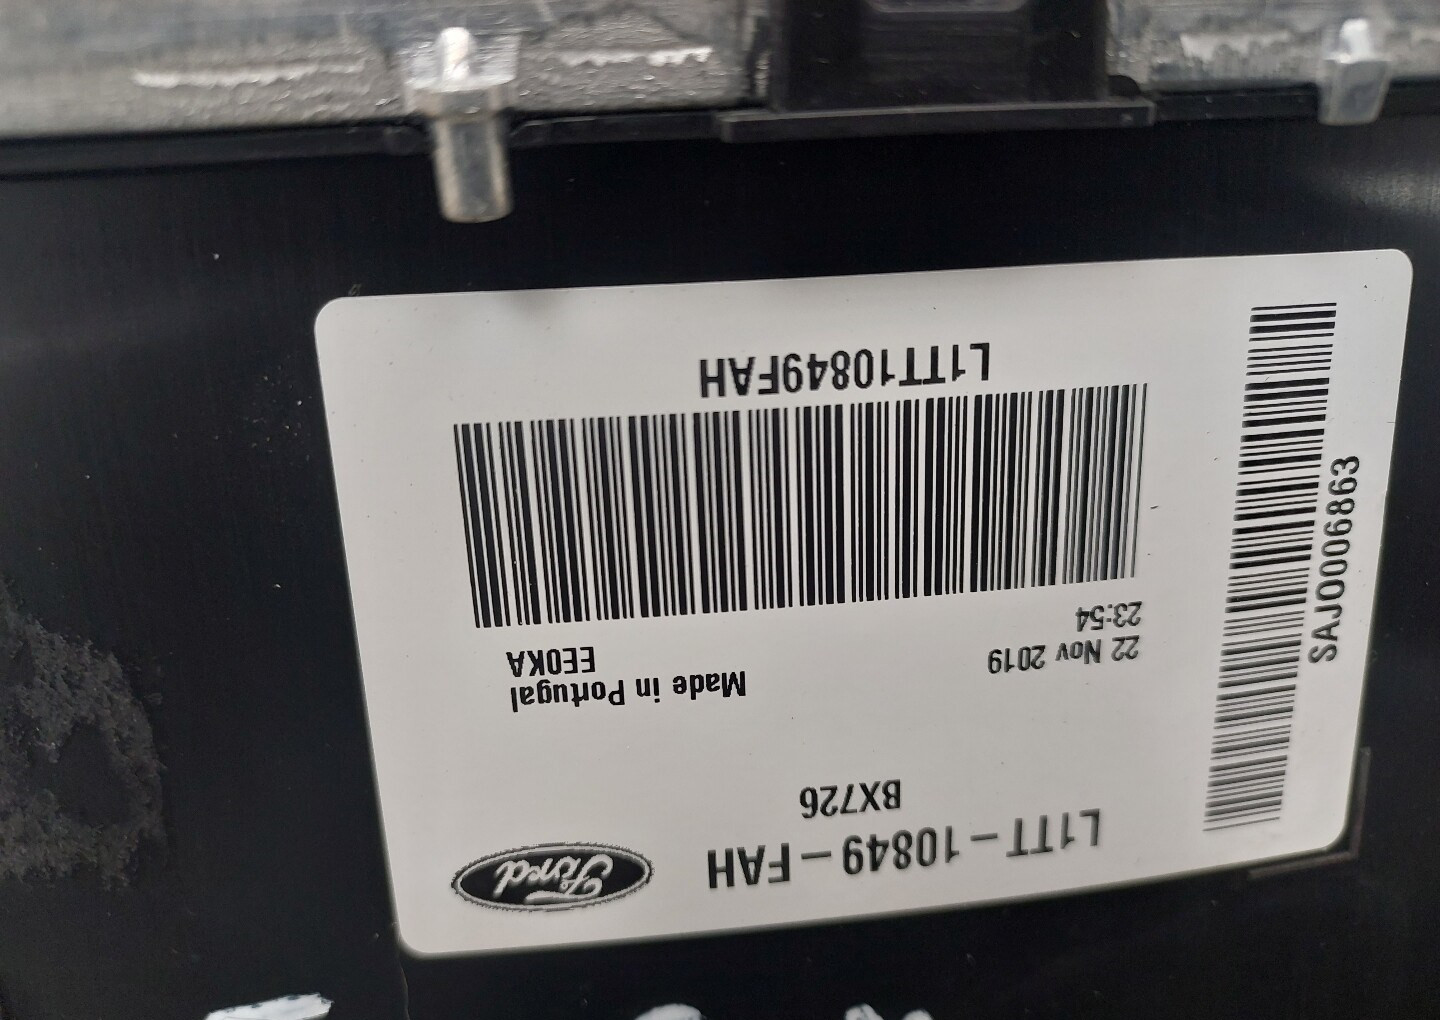 Ford
L1TT-10849-FAH
BX726
Made in Portugal
EE0KA
22 Nov 2019
23:54
L1TT10849FAH
SAJ0006863